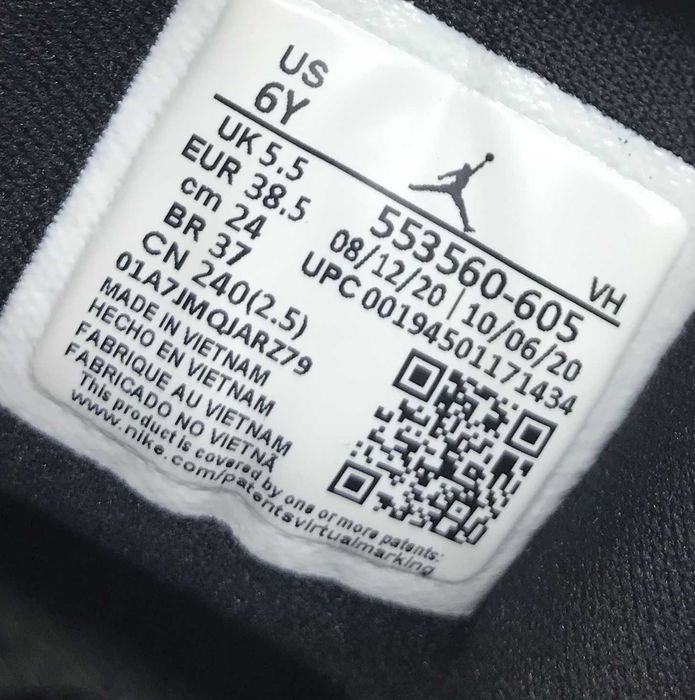 US
6Y
UK 5.5
EUR 38.5
cm 24
BR 37
CN 240(2.5)
01A7JMQJARZ79
MADE IN VIETNAM
HECHO EN VIETNAM
FABRIQUE AU VIETNAM
FABRICADO NO VIETNÃ
This product is covered by one or more patents:
www.nike.com/patentsvirtualmarking
VH
553560-605
08/12/20 | 10/06/20
UPC 00194501171434